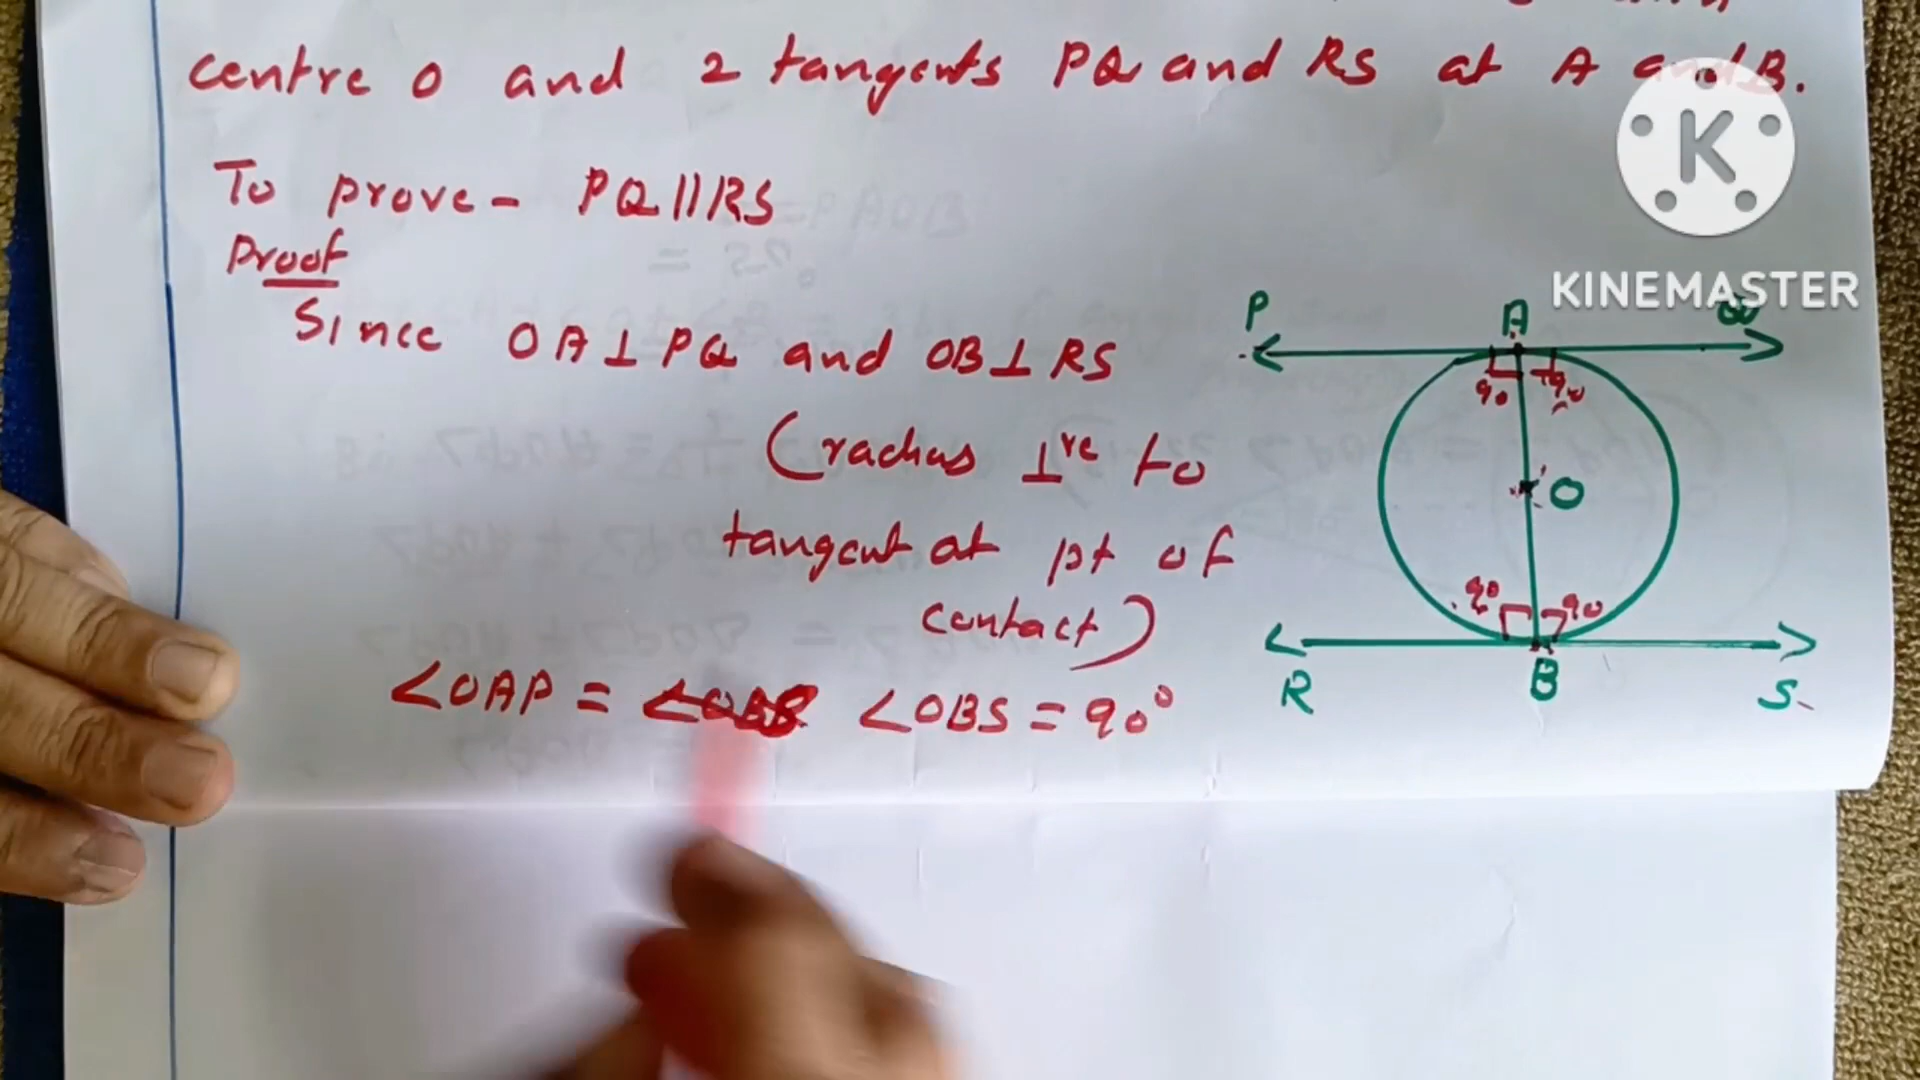 centre O and 2 tangents PQ and RS at A and B.
To prove - PQ || RS
Proof
Since OA ⊥ PQ and OB ⊥ RS
(radius ⊥re to
tangent at pt of
contact)
∠OAP = ∠OBS = 90°
K
KINEMASTER
P A Q
90 90
O
90 90
R B S